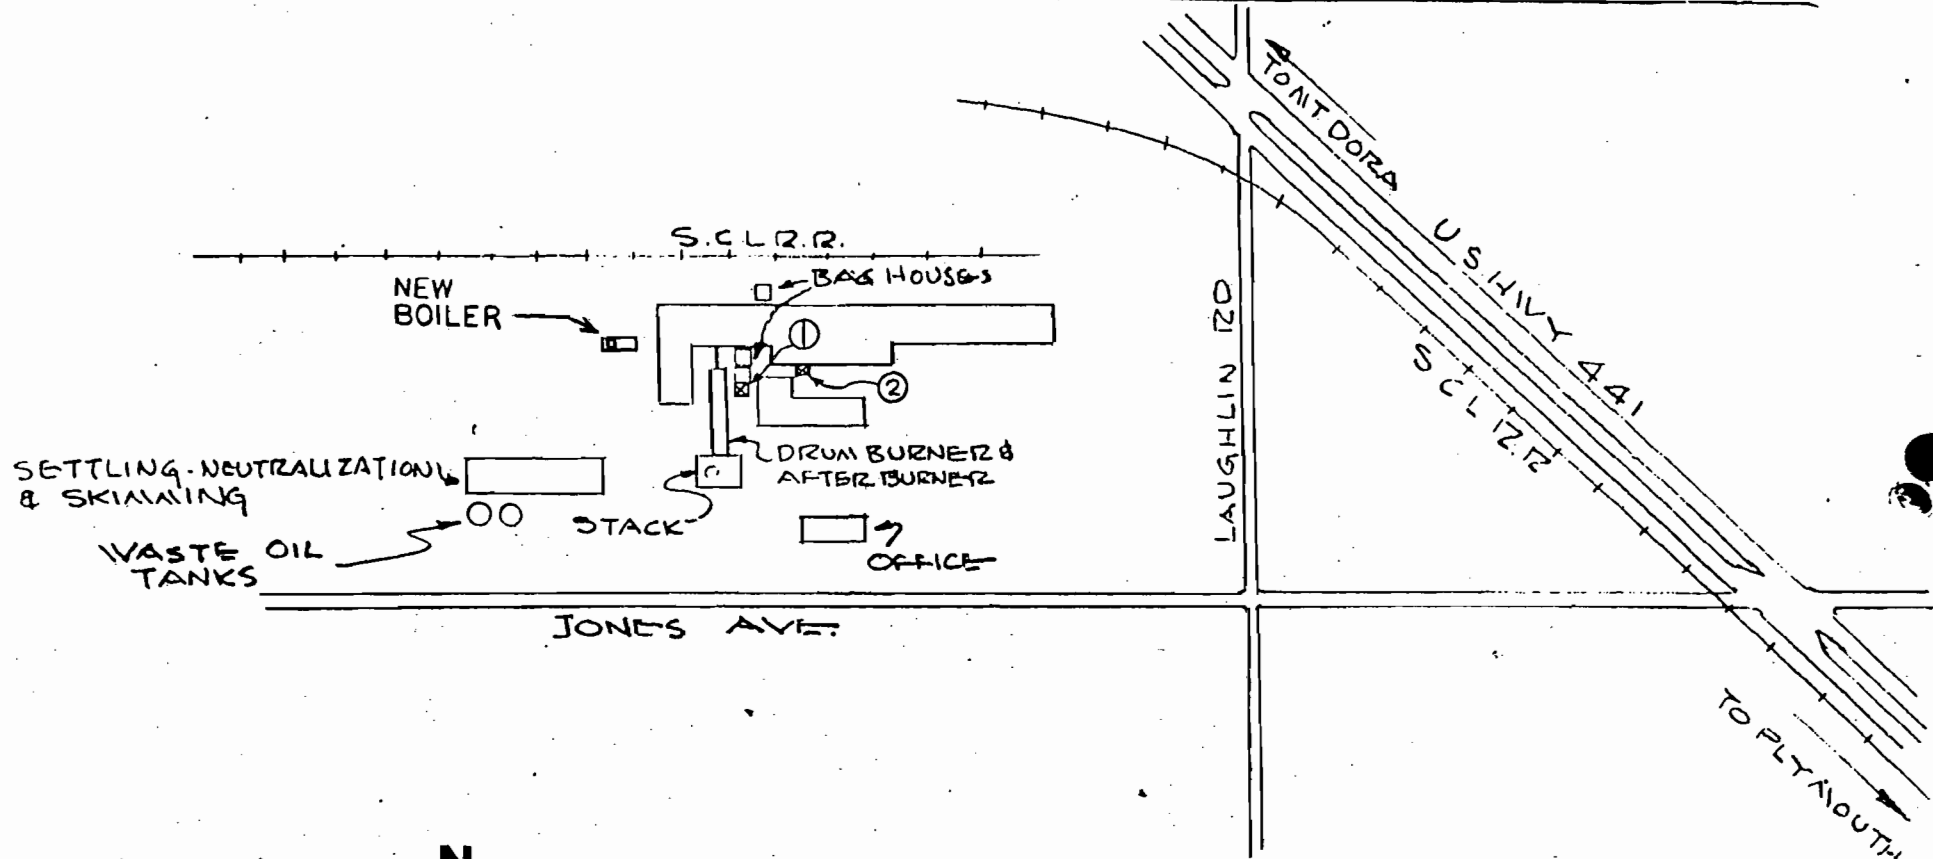 TO MT DORA
U S. HWY 441
S.C.L R.R.
BAG HOUSES
NEW
BOILER
1
2
LAUGHLIN RD
S C L R.R
DRUM BURNER &
AFTER BURNER
SETTLING-NEUTRALIZATION
& SKIMMING
STACK
WASTE OIL
TANKS
OFFICE
JONES AVE.
TO PLYMOUTH
N